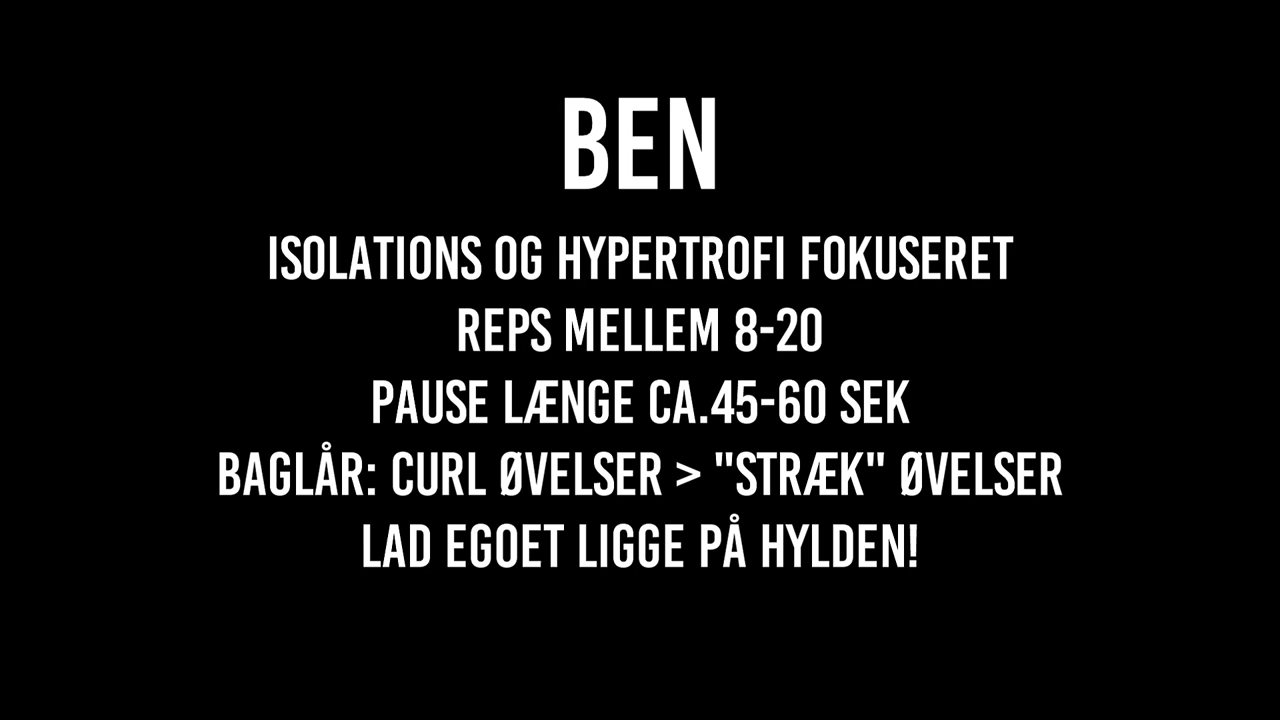 BEN
ISOLATIONS OG HYPERTROFI FOKUSERET
REPS MELLEM 8-20
PAUSE LÆNGE CA.45-60 SEK
BAGLÅR: CURL ØVELSER > "STRÆK" ØVELSER
LAD EGOET LIGGE PÅ HYLDEN!